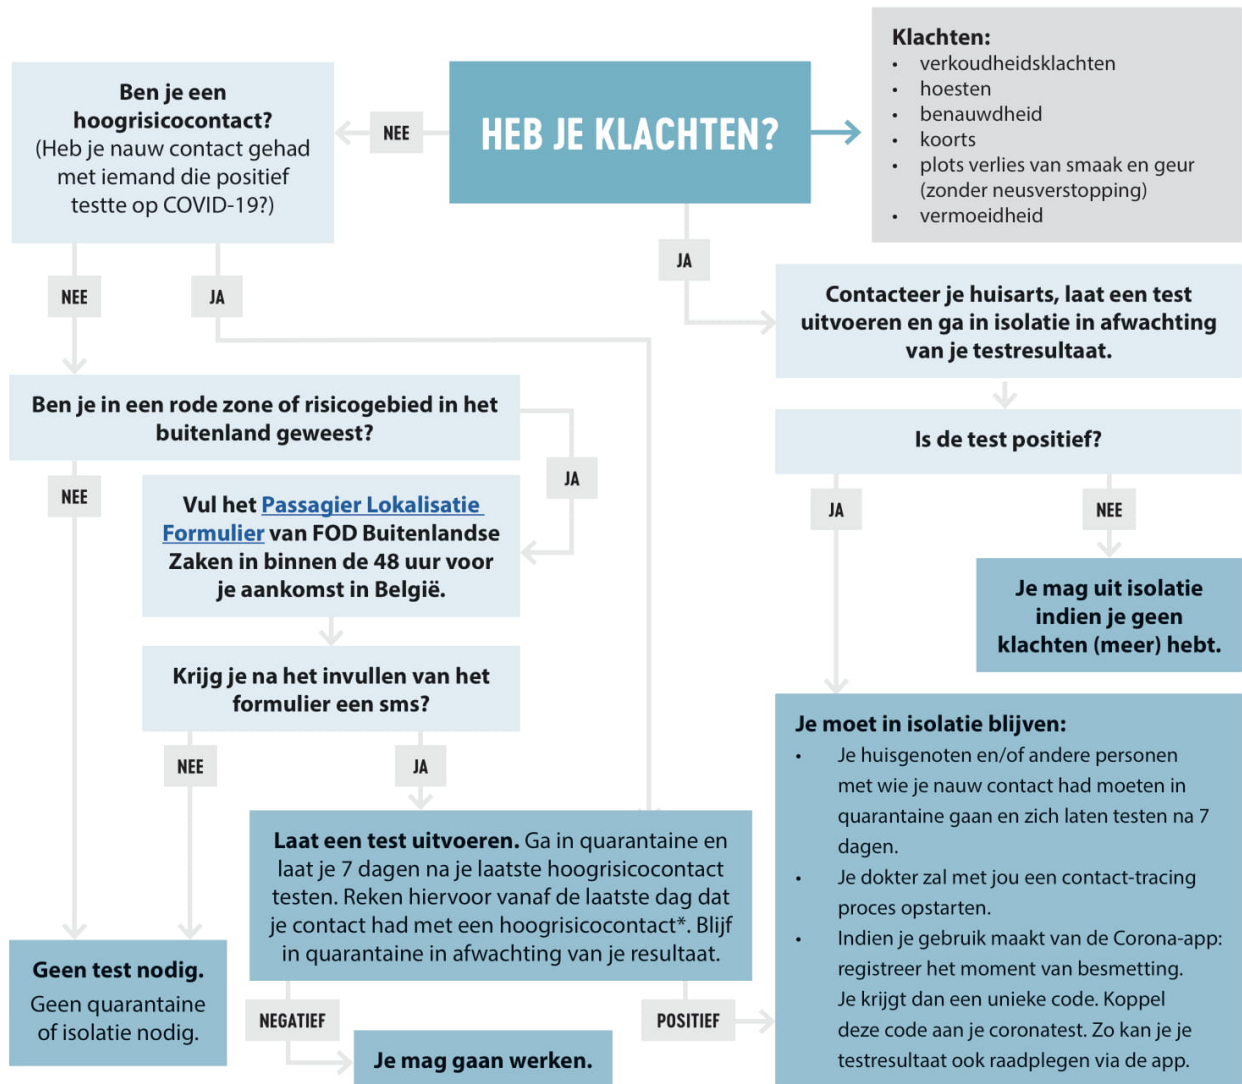 HEB JE KLACHTEN?
Klachten:
• verkoudheidsklachten
• hoesten
• benauwdheid
• koorts
• plots verlies van smaak en geur
(zonder neusverstopping)
• vermoeidheid
NEE
Ben je een
hoogrisicocontact?
(Heb je nauw contact gehad
met iemand die positief
testte op COVID-19?)
NEE
JA
Ben je in een rode zone of risicogebied in het
buitenland geweest?
NEE
JA
Vul het Passagier Lokalisatie
Formulier van FOD Buitenlandse
Zaken in binnen de 48 uur voor
je aankomst in België.
Krijg je na het invullen van het
formulier een sms?
NEE
JA
Geen test nodig.
Geen quarantaine
of isolatie nodig.
Laat een test uitvoeren. Ga in quarantaine en
laat je 7 dagen na je laatste hoogrisicocontact
testen. Reken hiervoor vanaf de laatste dag dat
je contact had met een hoogrisicocontact*. Blijf
in quarantaine in afwachting van je resultaat.
NEGATIEF
POSITIEF
Je mag gaan werken.
JA
Contacteer je huisarts, laat een test
uitvoeren en ga in isolatie in afwachting
van je testresultaat.
Is de test positief?
JA
NEE
Je mag uit isolatie
indien je geen
klachten (meer) hebt.
Je moet in isolatie blijven:
• Je huisgenoten en/of andere personen
met wie je nauw contact had moeten in
quarantaine gaan en zich laten testen na 7
dagen.
• Je dokter zal met jou een contact-tracing
proces opstarten.
• Indien je gebruik maakt van de Corona-app:
registreer het moment van besmetting.
Je krijgt dan een unieke code. Koppel
deze code aan je coronatest. Zo kan je je
testresultaat ook raadplegen via de app.